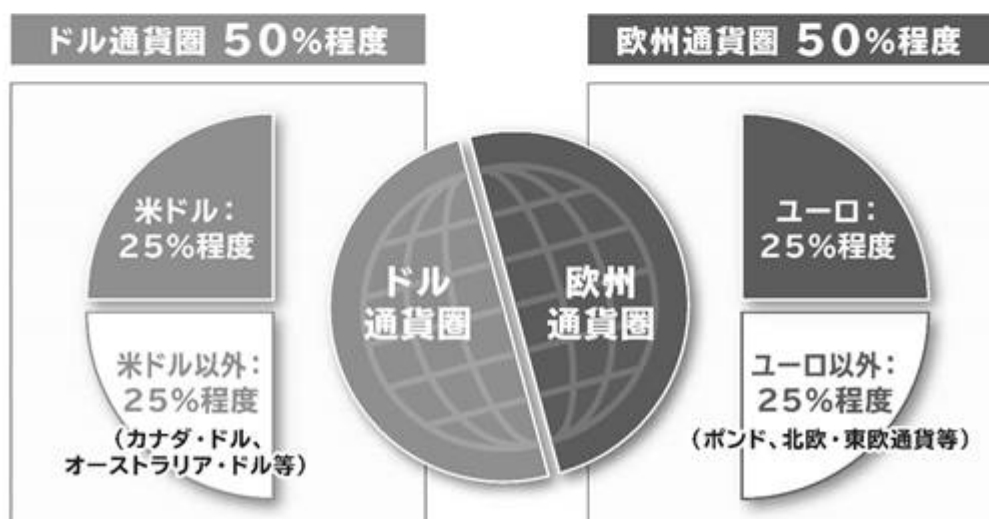 ドル通貨圏 50%程度
欧州通貨圏 50%程度
米ドル：
25%程度
米ドル以外：
25%程度
（カナダ・ドル、
オーストラリア・ドル等）
ドル
通貨圏
欧州
通貨圏
ユーロ：
25%程度
ユーロ以外：
25%程度
（ポンド、北欧・東欧通貨等）